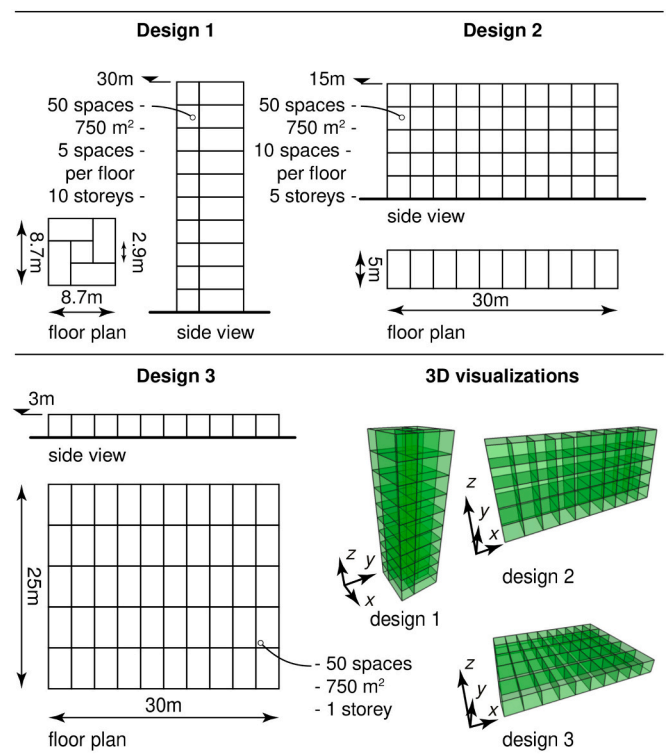 Design 1
30m
50 spaces -
750 m² -
5 spaces -
per floor
10 storeys -
8.7m
2.9m
8.7m
floor plan
side view
Design 2
15m
50 spaces -
750 m² -
10 spaces -
per floor
5 storeys -
side view
5m
30m
floor plan
Design 3
3m
side view
25m
30m
floor plan
- 50 spaces
- 750 m²
- 1 storey
3D visualizations
z
y
x
design 1
z
y
x
design 2
z
y
x
design 3